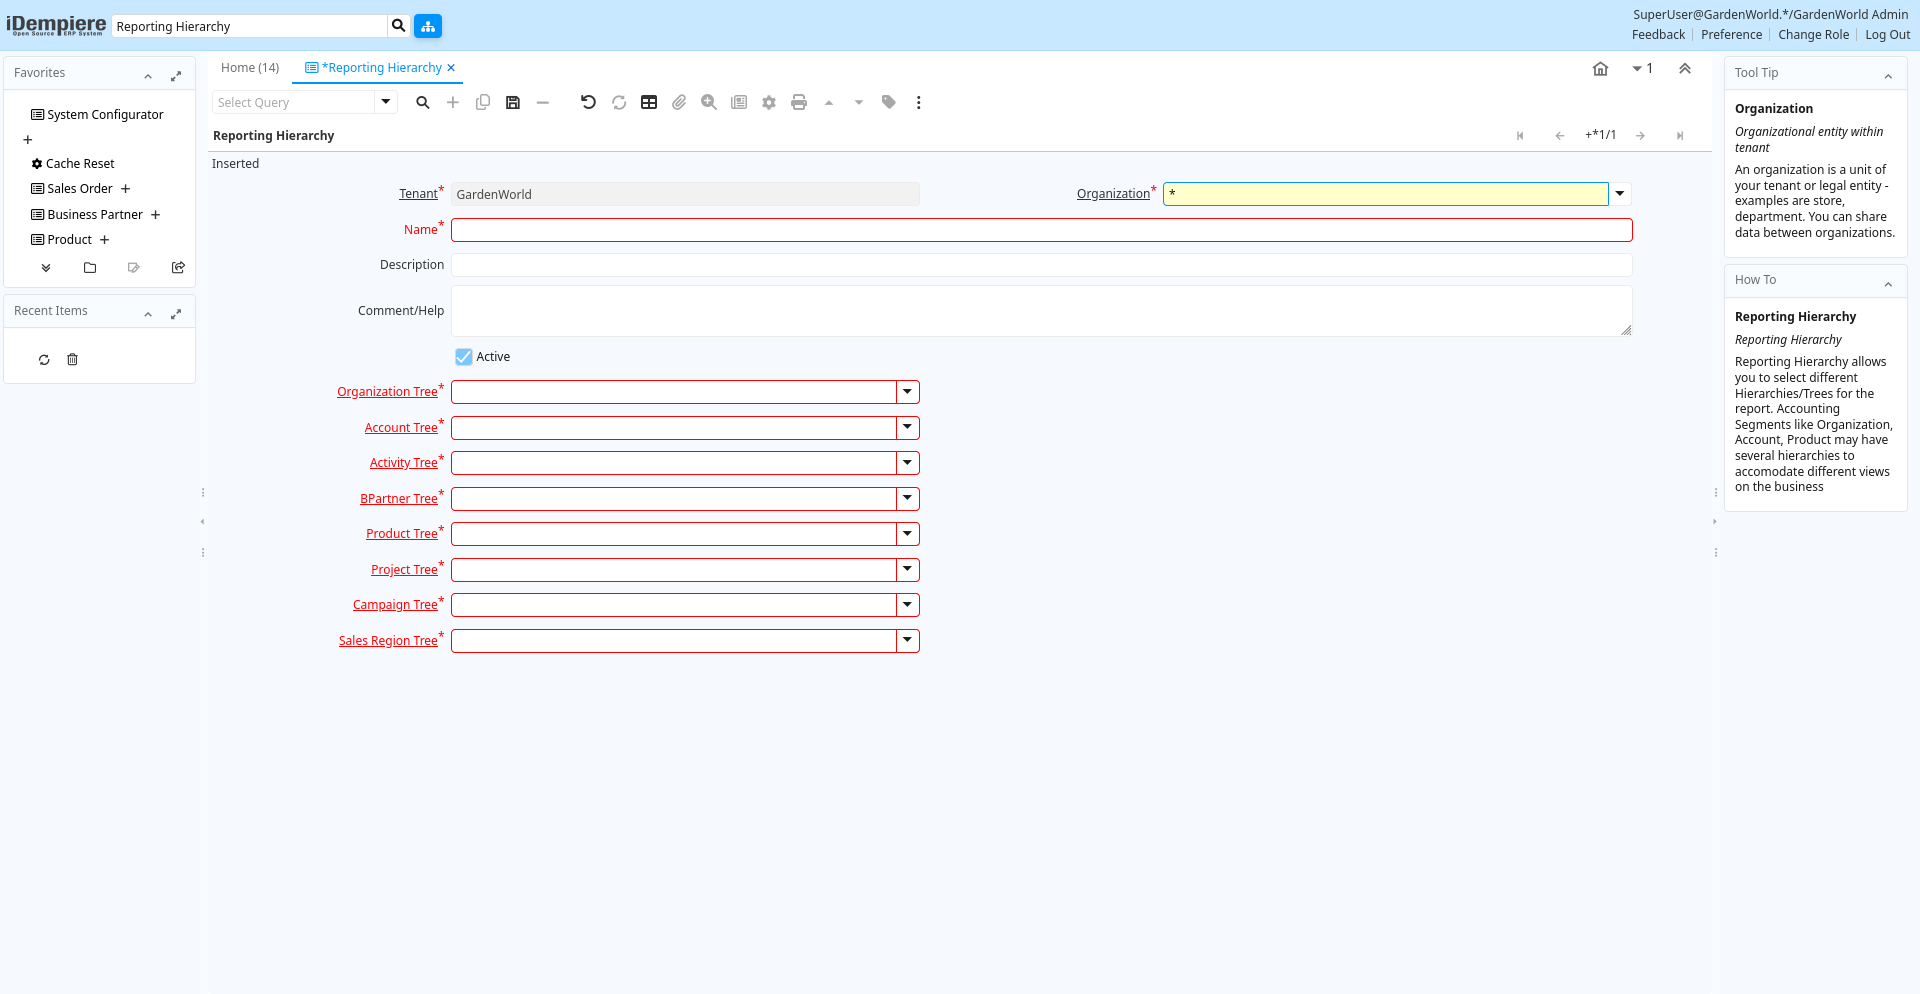 iDempiere
Open Source ERP System
Reporting Hierarchy
SuperUser@GardenWorld.*/GardenWorld Admin
Feedback
Preference
Change Role
Log Out
Favorites
System Configurator
Cache Reset
Sales Order
Business Partner
Product
Recent Items
Home (14)
*Reporting Hierarchy
1
Select Query
Reporting Hierarchy
+*1/1
Inserted
Tenant*
GardenWorld
Organization*
*
Name*
Description
Comment/Help
Active
Organization Tree*
Account Tree*
Activity Tree*
BPartner Tree*
Product Tree*
Project Tree*
Campaign Tree*
Sales Region Tree*
Tool Tip
Organization
Organizational entity within
tenant
An organization is a unit of
your tenant or legal entity -
examples are store,
department. You can share
data between organizations.
How To
Reporting Hierarchy
Reporting Hierarchy
Reporting Hierarchy allows
you to select different
Hierarchies/Trees for the
report. Accounting
Segments like Organization,
Account, Product may have
several hierarchies to
accomodate different views
on the business